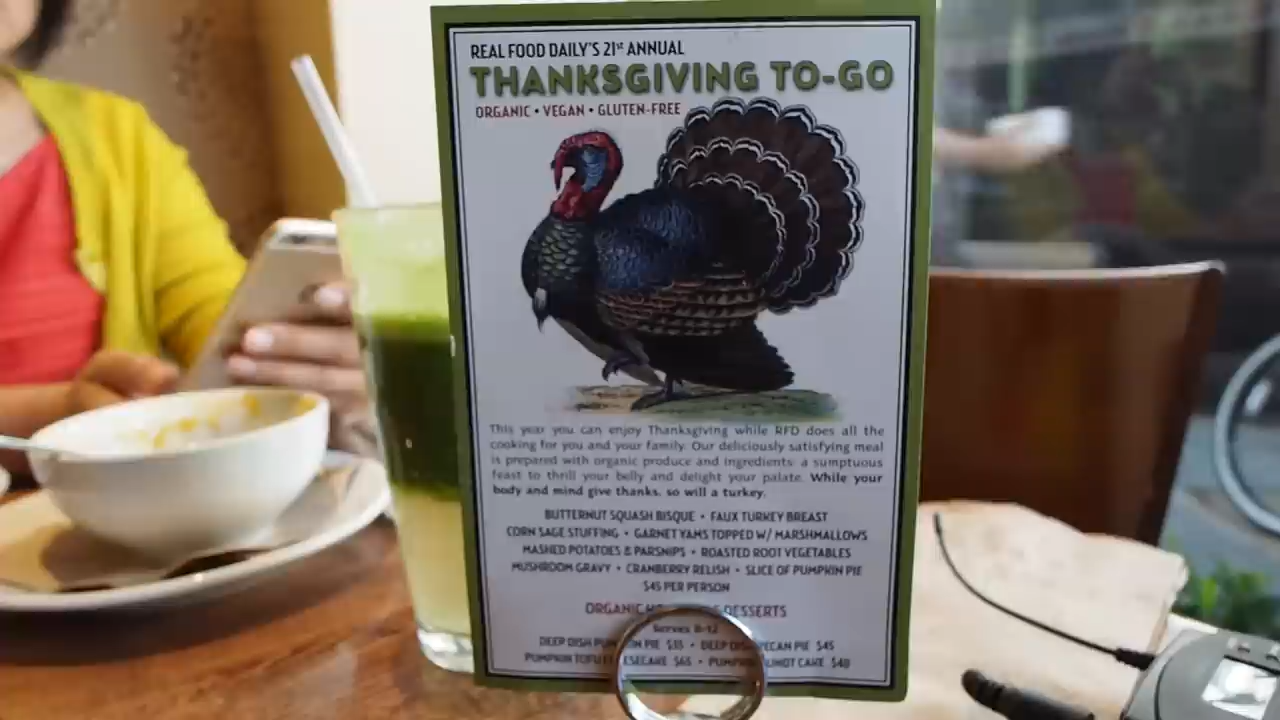 REAL FOOD DAILY'S 21st ANNUAL
THANKSGIVING TO-GO
ORGANIC • VEGAN • GLUTEN-FREE
This year you can enjoy Thanksgiving while RFD does all the
cooking for you and your family. Our deliciously satisfying meal
is prepared with organic produce and ingredients: a sumptuous
feast to thrill your belly and delight your palate. While your
body and mind give thanks, so will a turkey.
BUTTERNUT SQUASH BISQUE • FAUX TURKEY BREAST
CORN SAGE STUFFING • GARNET YAMS TOPPED W/ MARSHMALLOWS
MASHED POTATOES & PARSNIPS • ROASTED ROOT VEGETABLES
MUSHROOM GRAVY • CRANBERRY RELISH • SLICE OF PUMPKIN PIE
$45 PER PERSON
ORGANIC DESSERTS
Serves 8-12
DEEP DISH PIE $35 • DEEP PIE $45
PUMPKIN TOFU $65 • CAKE